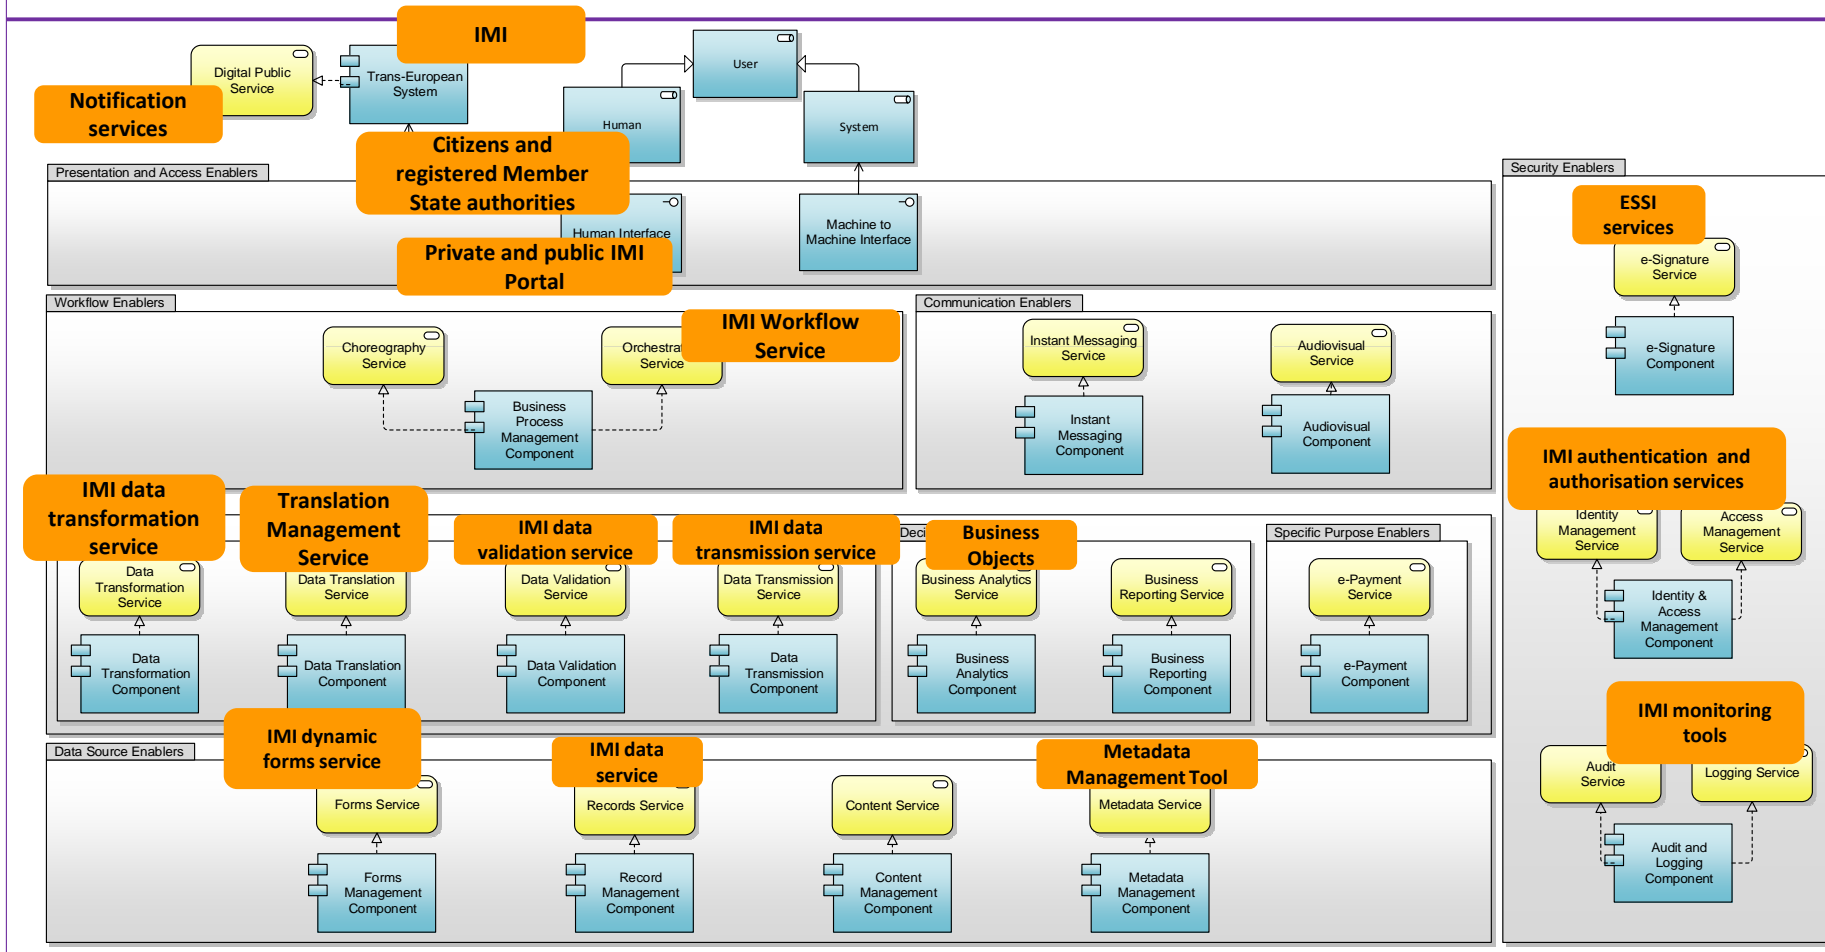 IMI
Digital Public
Service
Trans-European
System
User
Notification
services
Human
System
Citizens and
registered Member
State authorities
Presentation and Access Enablers
Human Interface
Machine to
Machine Interface
Private and public IMI
Portal
Security Enablers
ESSI
services
e-Signature
Service
e-Signature
Component
Workflow Enablers
Choreography
Service
Service
IMI Workflow
Service
Business
Process
Management
Component
Communication Enablers
Instant Messaging
Service
Audiovisual
Service
Instant
Messaging
Component
Audiovisual
Component
IMI authentication and
authorisation services
Identity
Management
Service
Access
Management
Service
Identity &
Access
Management
Component
IMI data
transformation
service
Translation
Management
Service
IMI data
validation service
IMI data
transmission service
Business
Objects
Specific Purpose Enablers
Data
Transformation
Service
Data Translation
Service
Data Validation
Service
Data Transmission
Service
Business Analytics
Service
Business
Reporting Service
e-Payment
Service
Data
Transformation
Component
Data Translation
Component
Data Validation
Component
Data
Transmission
Component
Business
Analytics
Component
Business
Reporting
Component
e-Payment
Component
IMI monitoring
tools
Audit
Service
Logging Service
Audit and
Logging
Component
Data Source Enablers
IMI dynamic
forms service
IMI data
service
Metadada
Management Tool
Forms Service
Records Service
Content Service
Metadata Service
Forms
Management
Component
Record
Management
Component
Content
Management
Component
Metadata
Management
Component